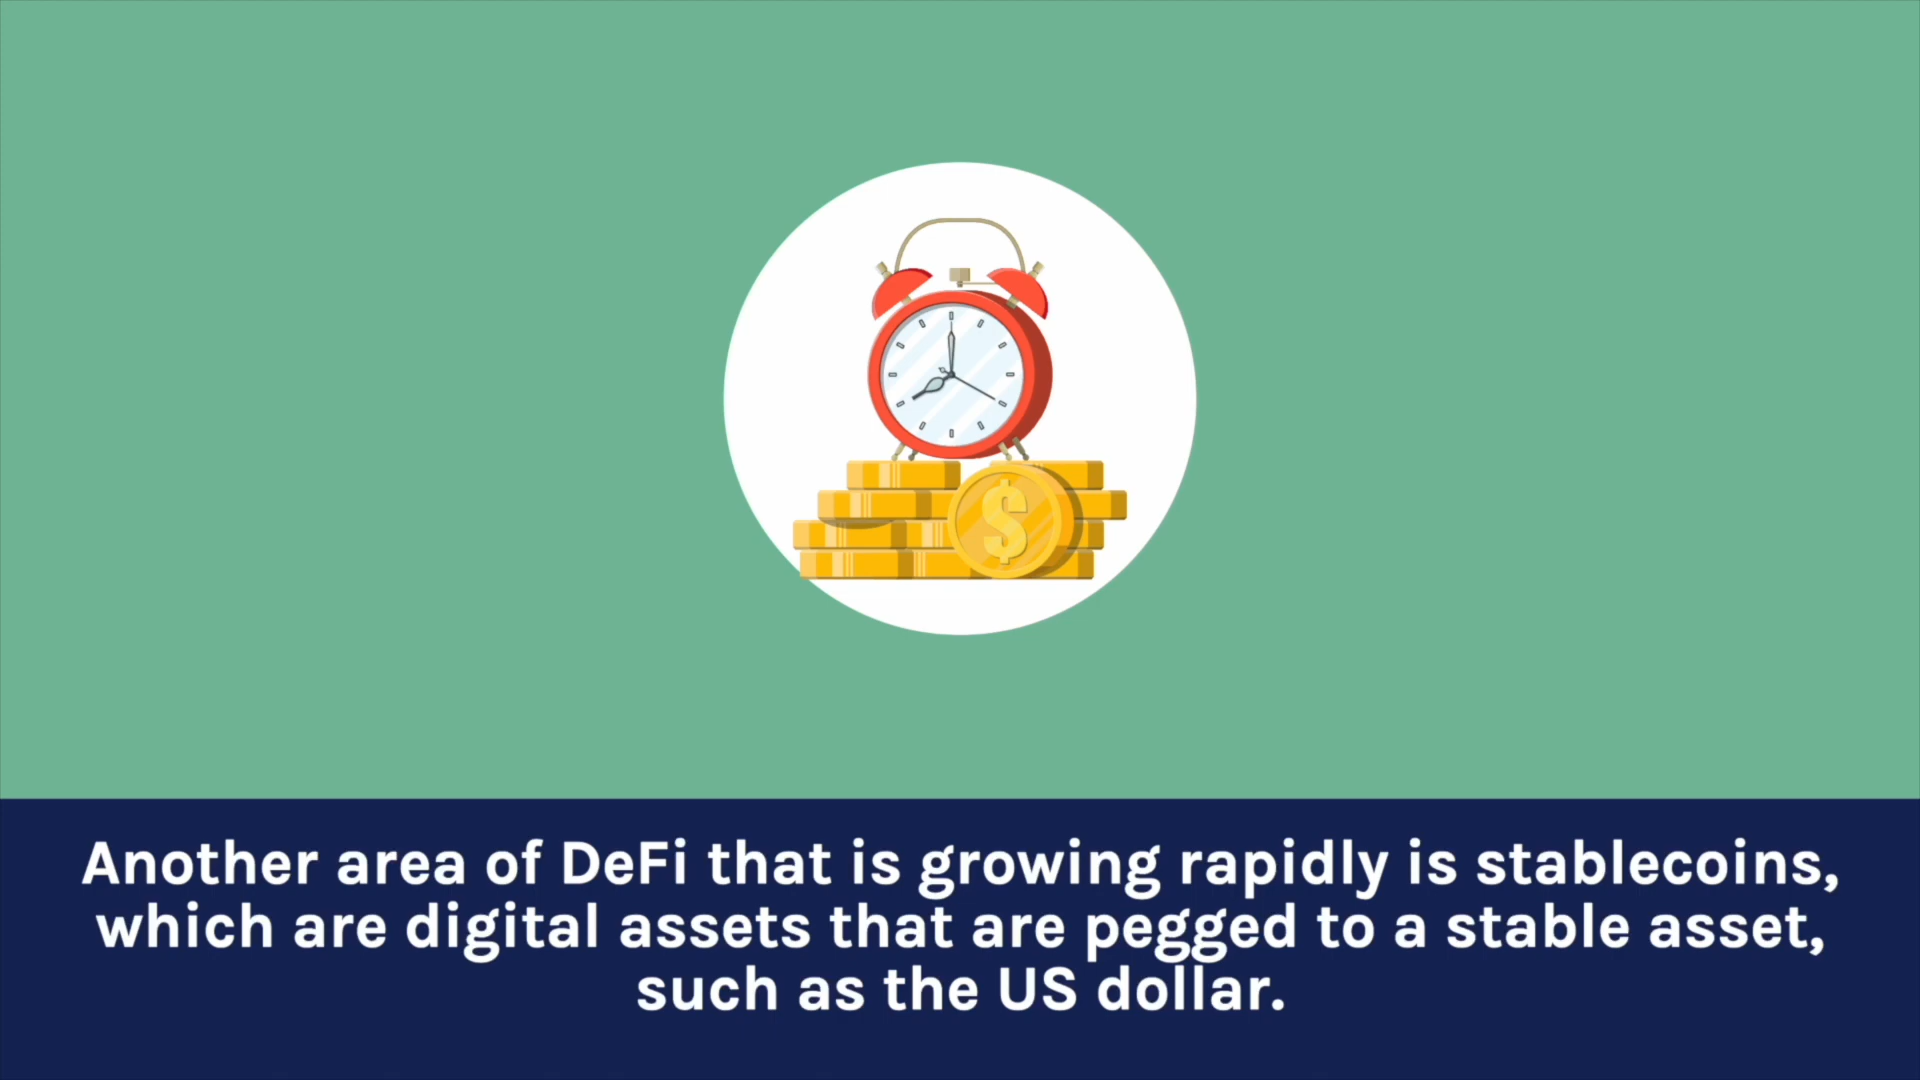 $
Another area of DeFi that is growing rapidly is stablecoins,
which are digital assets that are pegged to a stable asset,
such as the US dollar.